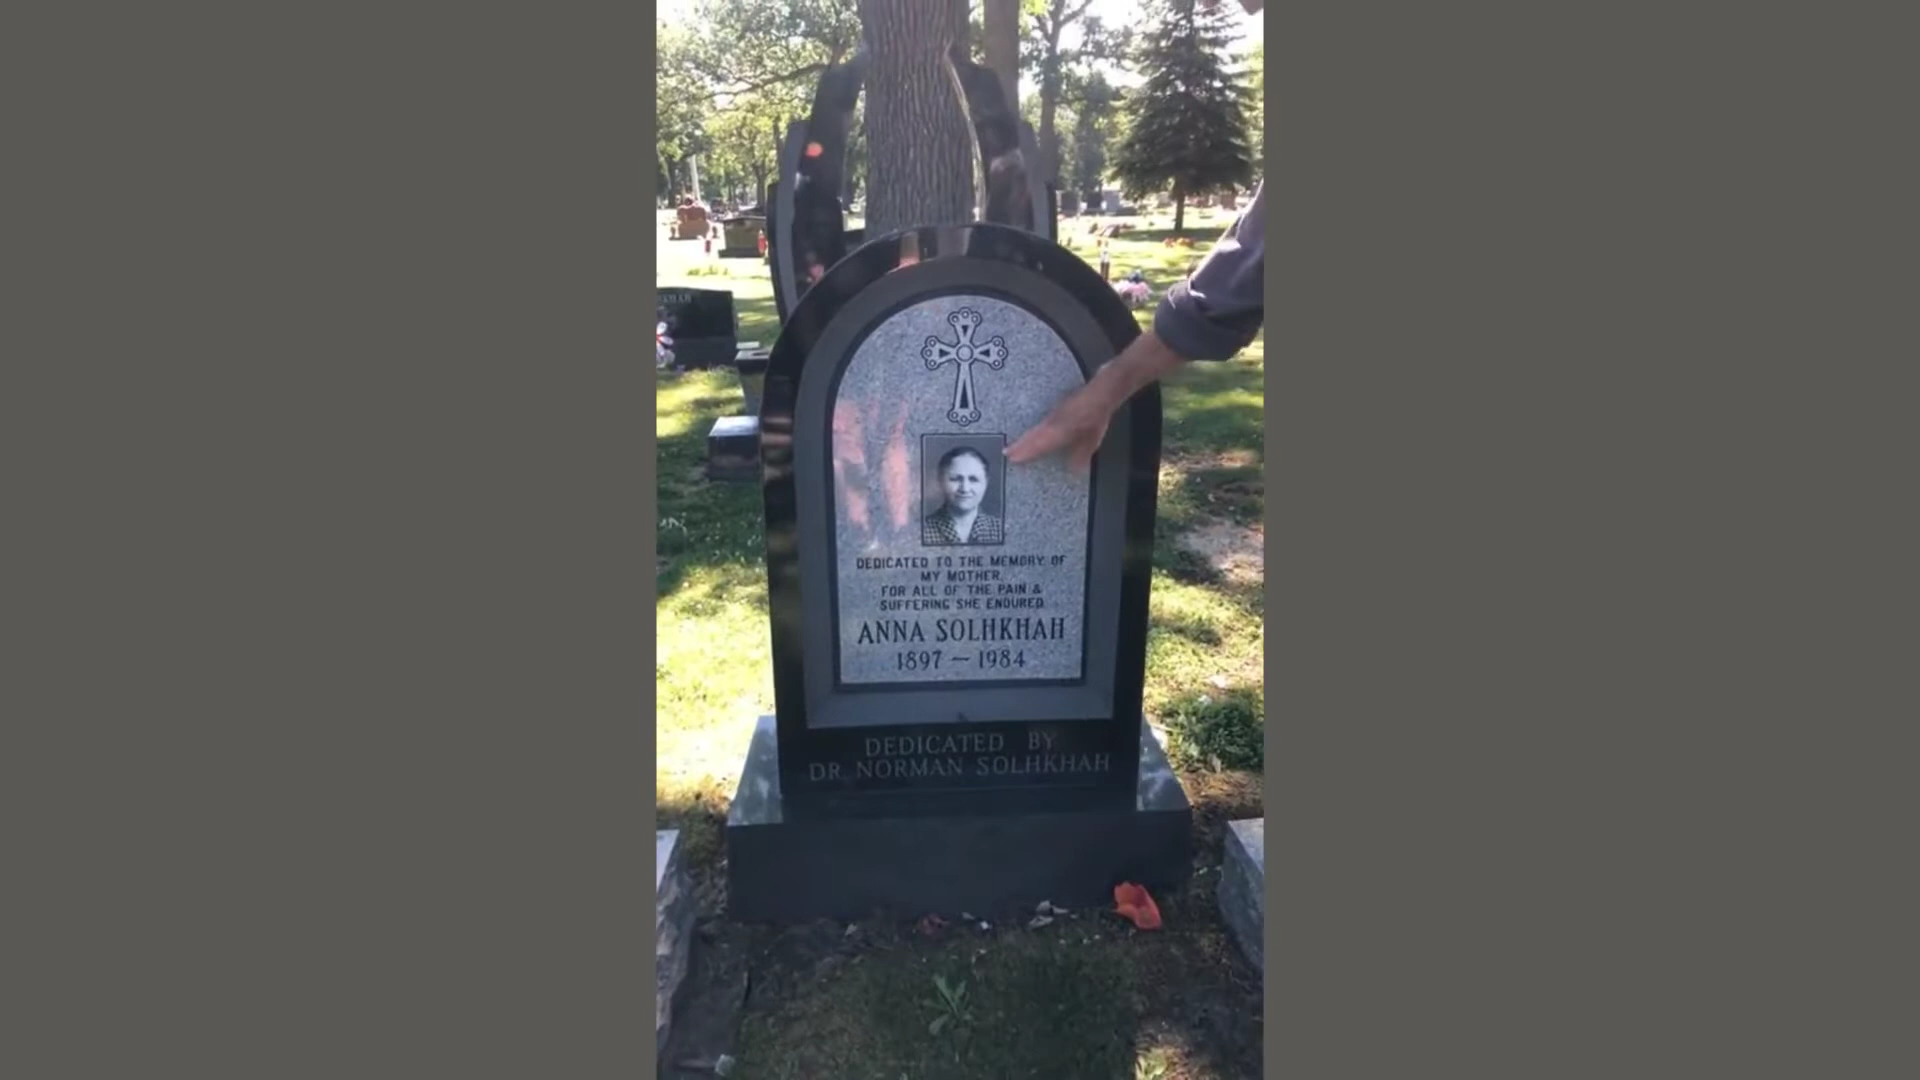 DEDICATED TO THE MEMORY OF
MY MOTHER,
FOR ALL OF THE PAIN &
SUFFERING SHE ENDURED
ANNA SOLHKHAH
1897 — 1984
DEDICATED BY
DR. NORMAN SOLHKHAH